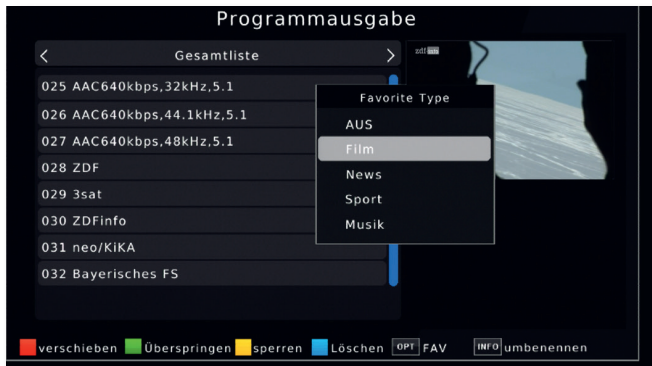 Programmausgabe
< Gesamtliste >
zdf
025 AAC640kbps,32kHz,5.1
026 AAC640kbps,44.1kHz,5.1
027 AAC640kbps,48kHz,5.1
028 ZDF
029 3sat
030 ZDFinfo
031 neo/KiKA
032 Bayerisches FS
Favorite Type
AUS
Film
News
Sport
Musik
verschieben Überspringen sperren Löschen OPT FAV INFO umbenennen